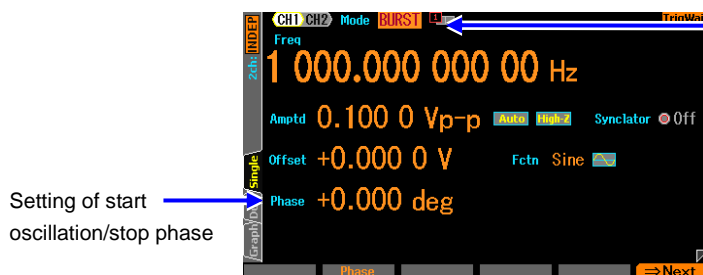 CH1 CH2 Mode BURST TrigWai
2ch: INDEP
Freq
1 000.000 000 00 Hz
Amptd 0.100 0 Vp-p Auto High-Z Synclator Off
Offset +0.000 0 V Fctn Sine
Single
Phase +0.000 deg
Setting of start
oscillation/stop phase
Graph
Phase ⇒Next